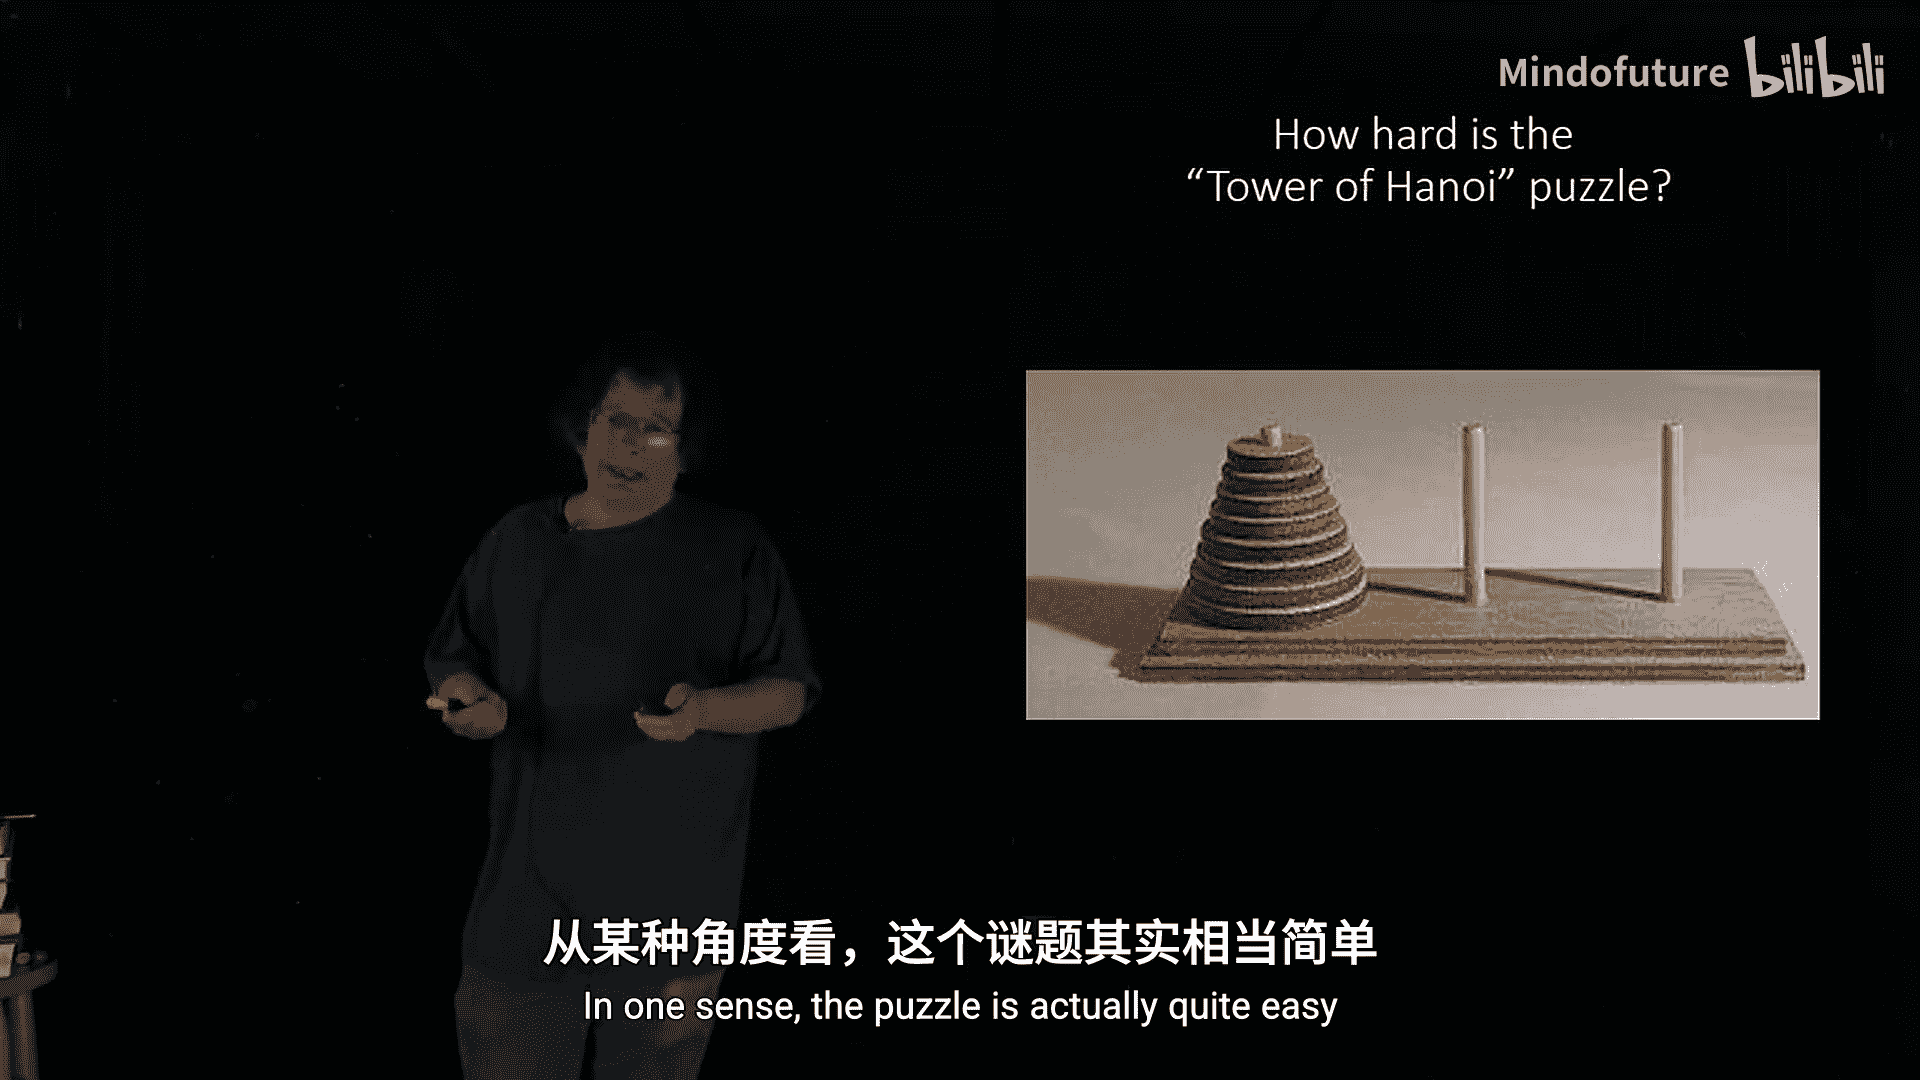 Mindofuture bilibili
How hard is the
“Tower of Hanoi” puzzle?
从某种角度看，这个谜题其实相当简单
In one sense, the puzzle is actually quite easy